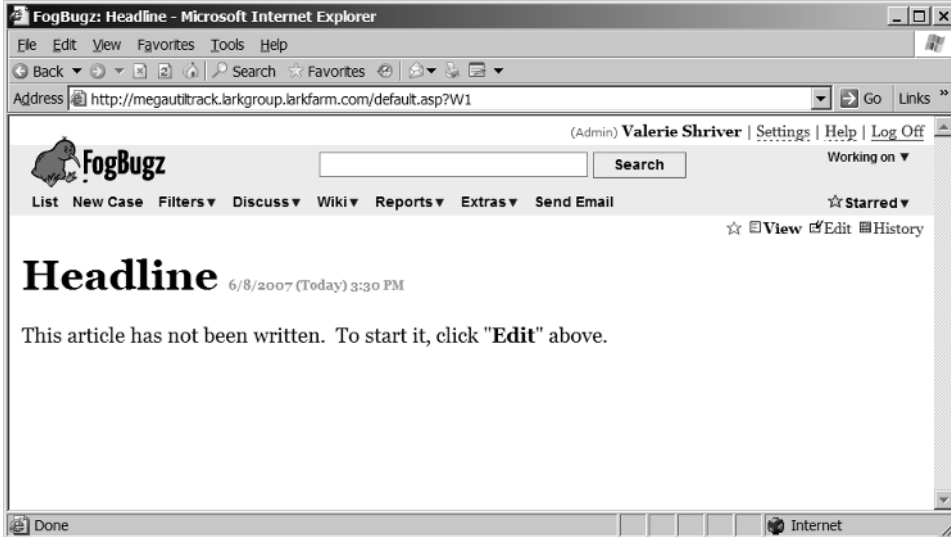 FogBugz: Headline - Microsoft Internet Explorer
File Edit View Favorites Tools Help
Back Search Favorites
Address http://megautiltrack.larkgroup.larkfarm.com/default.asp?W1 Go Links »
(Admin) Valerie Shriver | Settings | Help | Log Off
FogBugz Search Working on ▼
List New Case Filters▼ Discuss▼ Wiki▼ Reports▼ Extras▼ Send Email ☆Starred▼
☆ View Edit History
Headline 6/8/2007 (Today) 3:30 PM
This article has not been written. To start it, click "Edit" above.
Done Internet